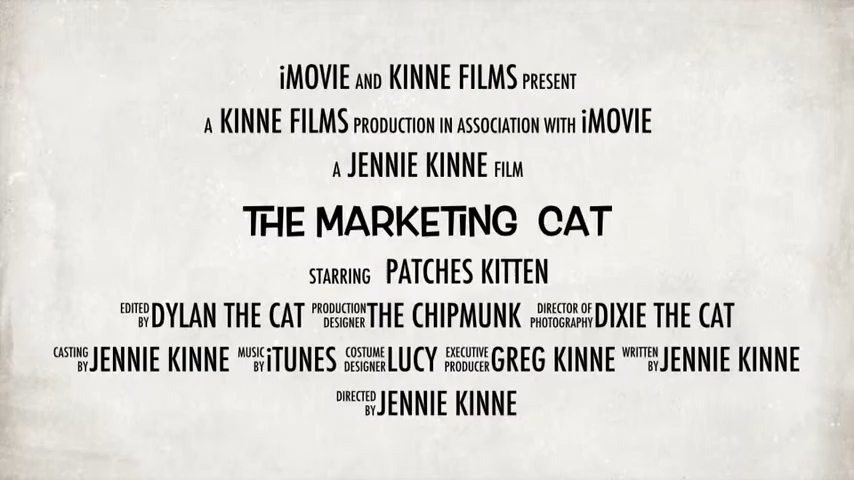 iMOVIE AND KINNE FILMS PRESENT
A KINNE FILMS PRODUCTION IN ASSOCIATION WITH iMOVIE
A JENNIE KINNE FILM
THE MARKETING CAT
STARRING PATCHES KITTEN
EDITED BY DYLAN THE CAT PRODUCTION DESIGNER THE CHIPMUNK DIRECTOR OF PHOTOGRAPHY DIXIE THE CAT
CASTING BY JENNIE KINNE MUSIC BY iTUNES COSTUME DESIGNER LUCY EXECUTIVE PRODUCER GREG KINNE WRITTEN BY JENNIE KINNE
DIRECTED BY JENNIE KINNE